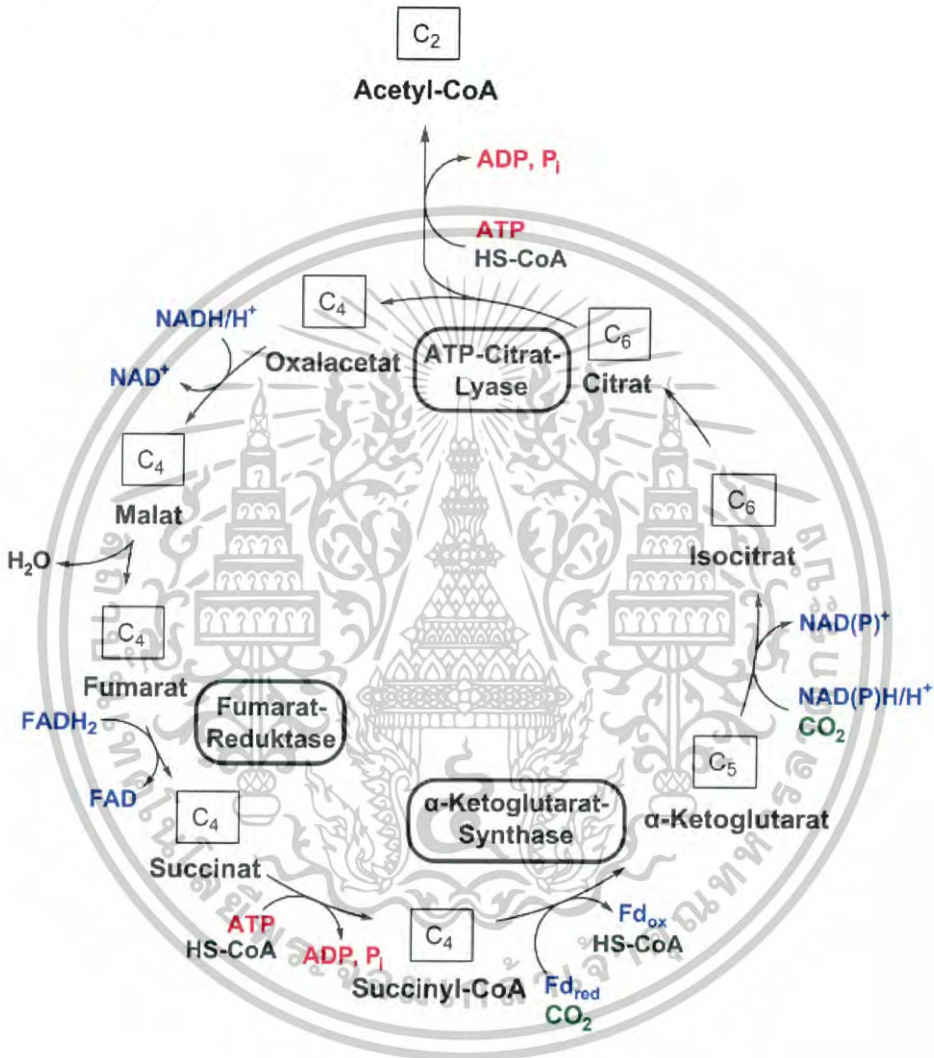 C2
Acetyl-CoA
ADP, Pi
ATP
HS-CoA
C4
Oxalacetat
ATP-Citrat-
Lyase
C6
Citrat
NADH/H+
NAD+
C4
Malat
H2O
C4
Fumarat
Fumarat-
Reduktase
FADH2
FAD
C4
Succinat
ATP
HS-CoA
ADP, Pi
C4
Succinyl-CoA
α-Ketoglutarat-
Synthase
Fdox
HS-CoA
Fdred
CO2
C5
α-Ketoglutarat
NAD(P)+
NAD(P)H/H+
CO2
C6
Isocitrat